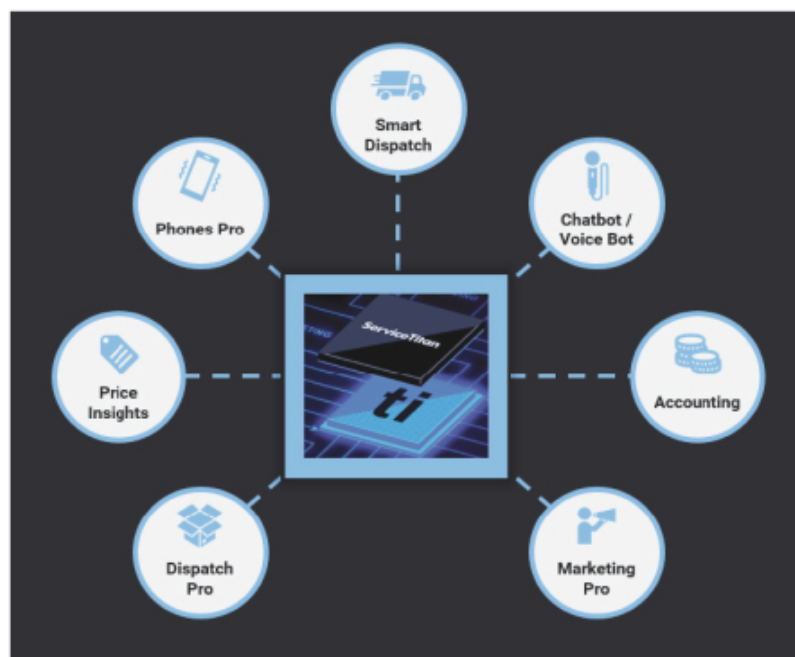 Smart
Dispatch
Phones Pro
Chatbot /
Voice Bot
ServiceTitan
ti
Price
Insights
Accounting
Dispatch
Pro
Marketing
Pro